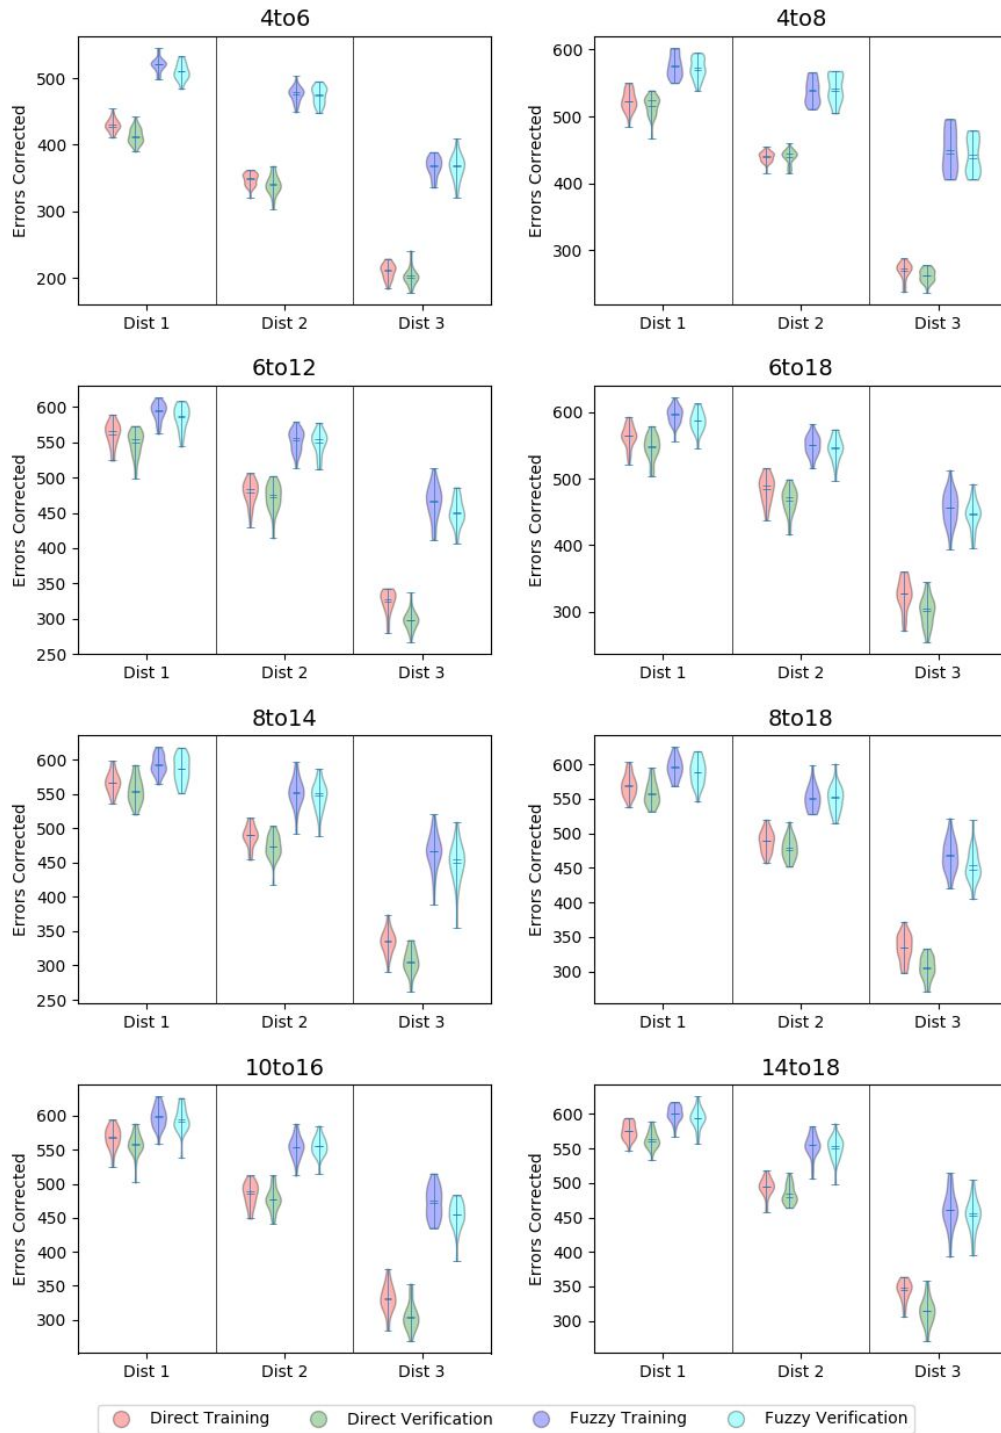 4to6
4to8
Errors Corrected
500
400
300
200
Dist 1
Dist 2
Dist 3
Errors Corrected
600
500
400
300
Dist 1
Dist 2
Dist 3
6to12
6to18
Errors Corrected
600
550
500
450
400
350
300
250
Dist 1
Dist 2
Dist 3
Errors Corrected
600
500
400
300
Dist 1
Dist 2
Dist 3
8to14
8to18
Errors Corrected
600
550
500
450
400
350
300
250
Dist 1
Dist 2
Dist 3
Errors Corrected
600
550
500
450
400
350
300
Dist 1
Dist 2
Dist 3
10to16
14to18
Errors Corrected
600
550
500
450
400
350
300
Dist 1
Dist 2
Dist 3
Errors Corrected
600
550
500
450
400
350
300
Dist 1
Dist 2
Dist 3
Direct Training
Direct Verification
Fuzzy Training
Fuzzy Verification